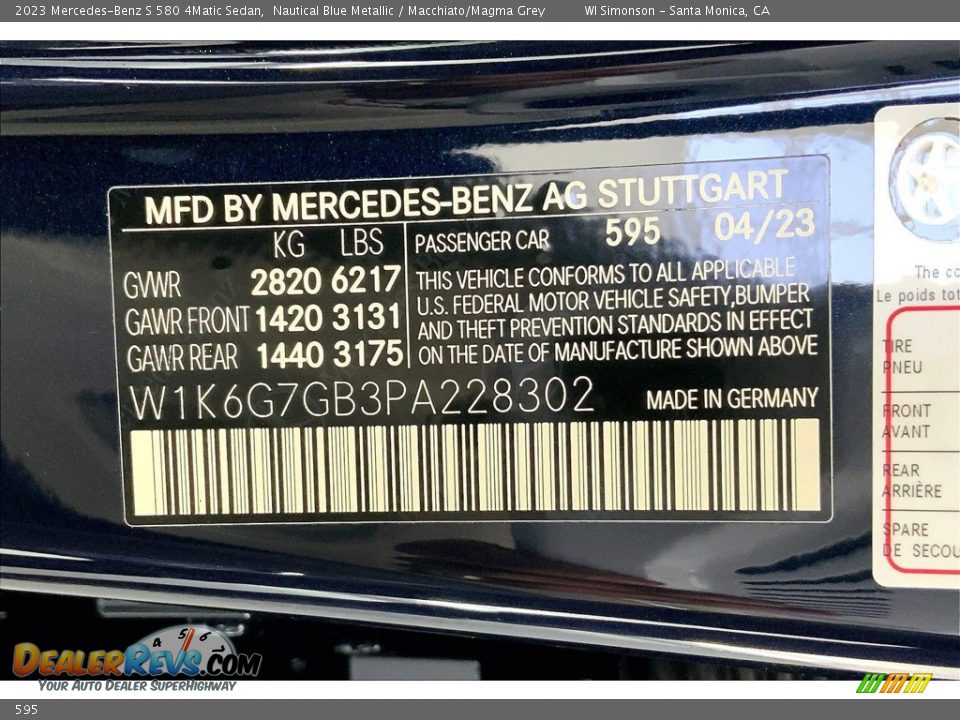 2023 Mercedes-Benz S 580 4Matic Sedan, Nautical Blue Metallic / Macchiato/Magma Grey WI Simonson - Santa Monica, CA
MFD BY MERCEDES-BENZ AG STUTTGART
KG LBS
PASSENGER CAR 595 04/23
GVWR 2820 6217
GAWR FRONT 1420 3131
GAWR REAR 1440 3175
THIS VEHICLE CONFORMS TO ALL APPLICABLE
U.S. FEDERAL MOTOR VEHICLE SAFETY, BUMPER
AND THEFT PREVENTION STANDARDS IN EFFECT
ON THE DATE OF MANUFACTURE SHOWN ABOVE
W1K6G7GB3PA228302 MADE IN GERMANY
The co
Le poids tot
TIRE
PNEU
FRONT
AVANT
REAR
ARRIÈRE
SPARE
DE SECOU
4 5 6
DEALERREVS.COM
YOUR AUTO DEALER SUPERHIGHWAY
595